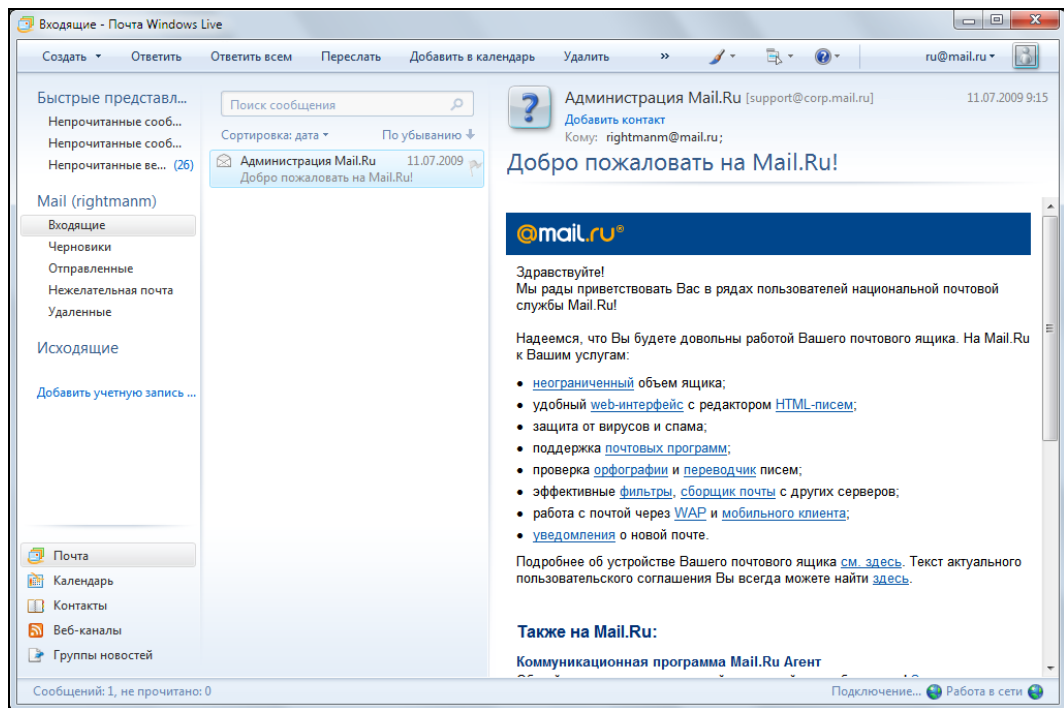 Входящие - Почта Windows Live
Создать Ответить Ответить всем Переслать Добавить в календарь Удалить » ru@mail.ru
Быстрые представл...
Непрочитанные сооб...
Непрочитанные сооб...
Непрочитанные ве... (26)
Mail (rightmanm)
Входящие
Черновики
Отправленные
Нежелательная почта
Удаленные
Исходящие
Добавить учетную запись ...
Почта
Календарь
Контакты
Веб-каналы
Группы новостей
Поиск сообщения
Сортировка: дата По убыванию
Администрация Mail.Ru 11.07.2009
Добро пожаловать на Mail.Ru!
Администрация Mail.Ru [support@corp.mail.ru] 11.07.2009 9:15
Добавить контакт
Кому: rightmanm@mail.ru;
Добро пожаловать на Mail.Ru!
@mail.ru®
Здравствуйте!
Мы рады приветствовать Вас в рядах пользователей национальной почтовой
службы Mail.Ru!
Надеемся, что Вы будете довольны работой Вашего почтового ящика. На Mail.Ru
к Вашим услугам:
• неограниченный объем ящика;
• удобный web-интерфейс с редактором HTML-писем;
• защита от вирусов и спама;
• поддержка почтовых программ;
• проверка орфографии и переводчик писем;
• эффективные фильтры, сборщик почты с других серверов;
• работа с почтой через WAP и мобильного клиента;
• уведомления о новой почте.
Подробнее об устройстве Вашего почтового ящика см. здесь. Текст актуального
пользовательского соглашения Вы всегда можете найти здесь.
Также на Mail.Ru:
Коммуникационная программа Mail.Ru Агент
Сообщений: 1, не прочитано: 0 Подключение... Работа в сети